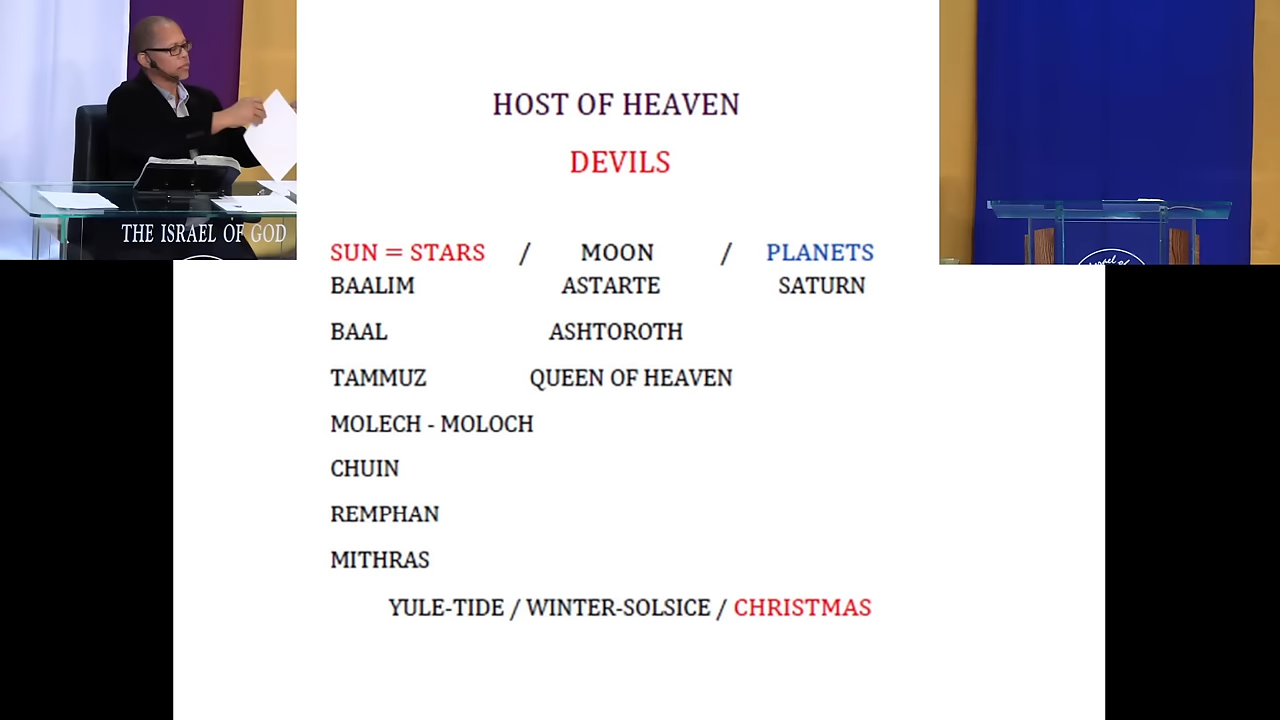 HOST OF HEAVEN
DEVILS
THE ISRAEL OF GOD
SUN = STARS / MOON / PLANETS
BAALIM ASTARTE SATURN
BAAL ASHTOROTH
TAMMUZ QUEEN OF HEAVEN
MOLECH - MOLOCH
CHUIN
REMPHAN
MITHRAS
YULE-TIDE / WINTER-SOLSICE / CHRISTMAS